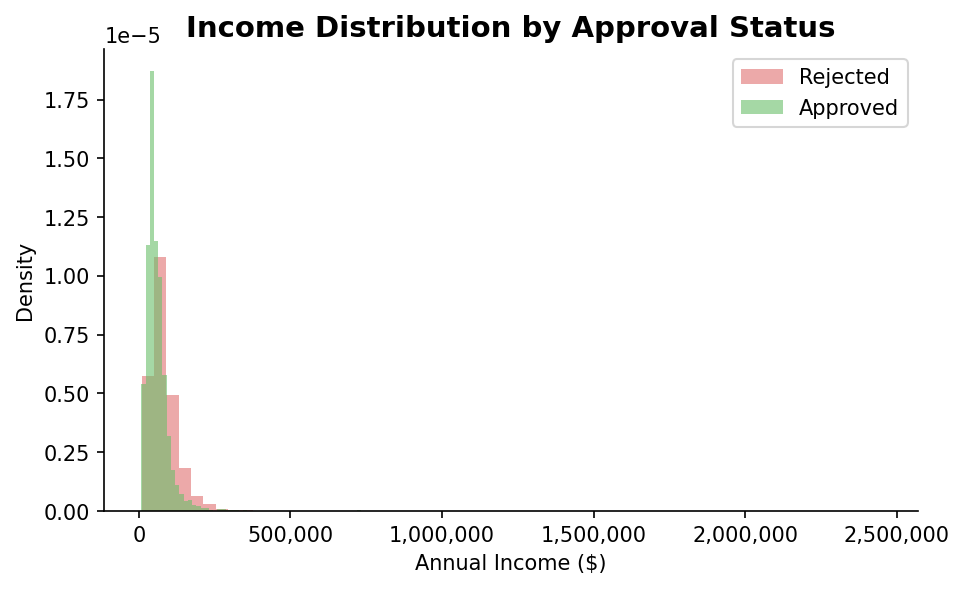 Income Distribution by Approval Status
1e−5
Rejected
Approved
1.75
1.50
1.25
1.00
0.75
0.50
0.25
0.00
Density
0 500,000 1,000,000 1,500,000 2,000,000 2,500,000
Annual Income ($)